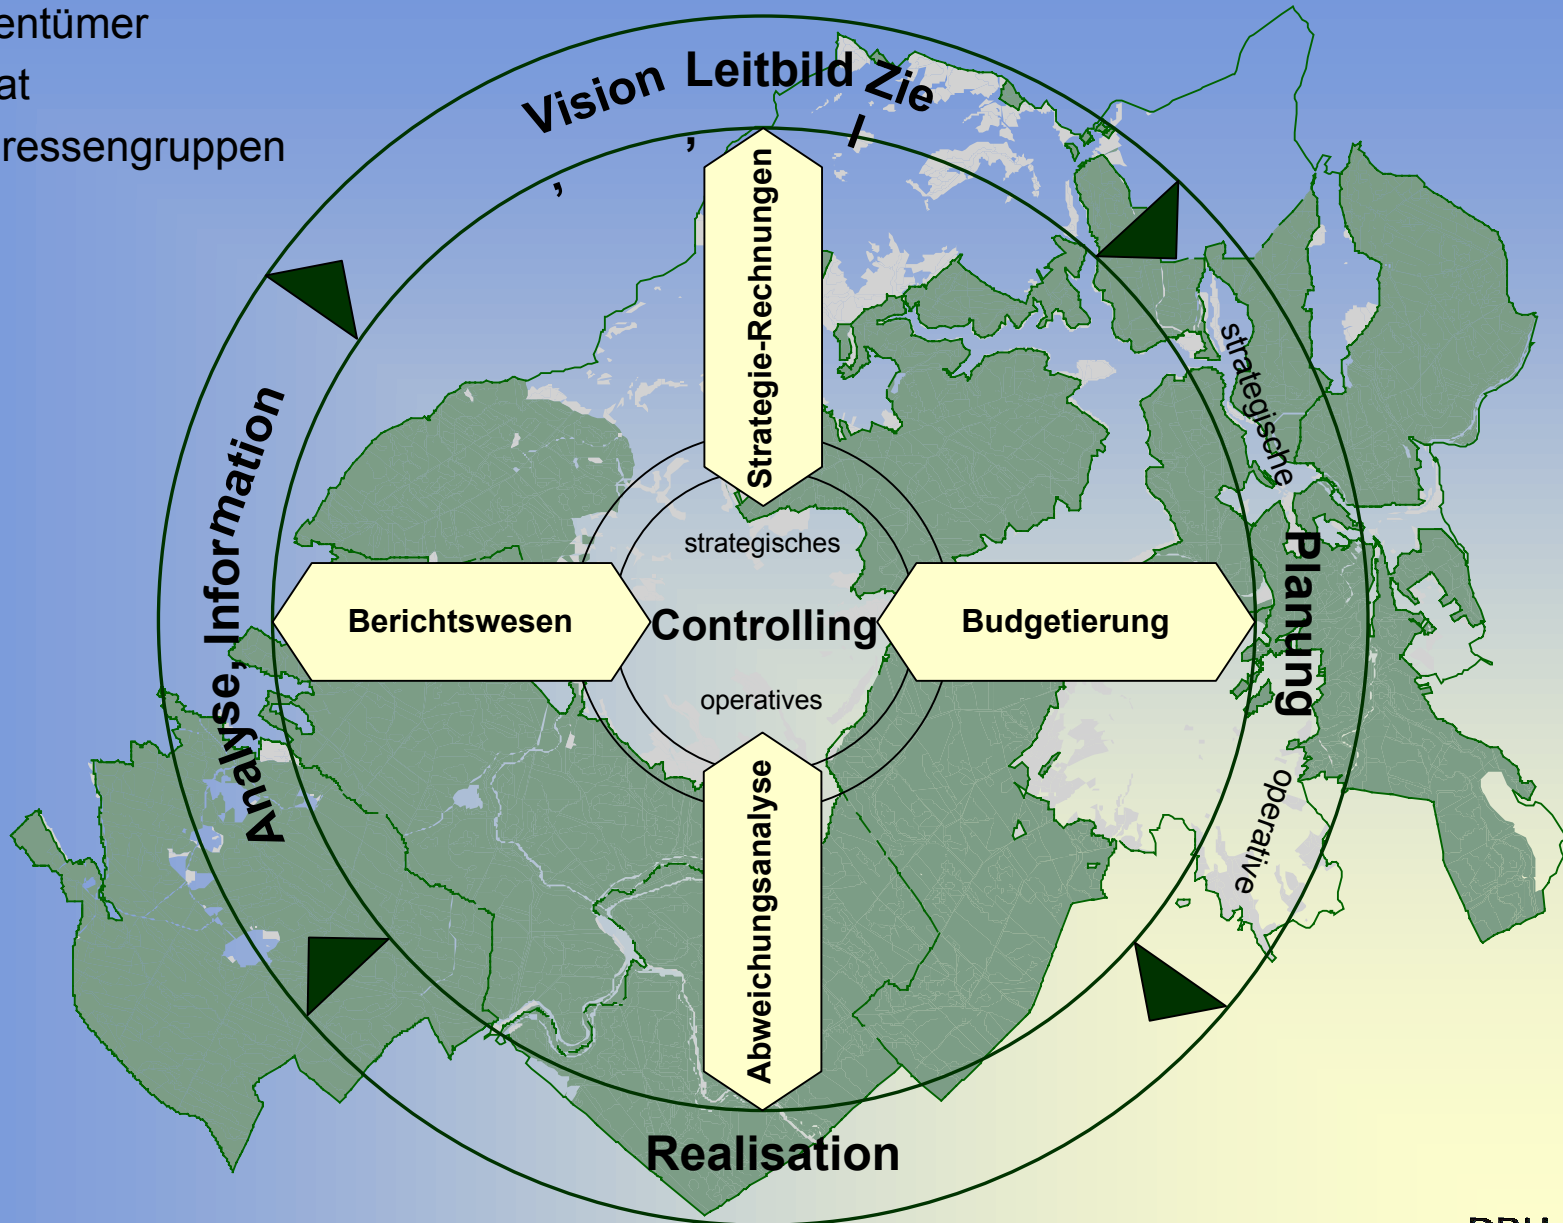 entümer
at
ressengruppen
Vision, Leitbild, Ziel
Strategie-Rechnungen
strategische
Planung
operative
Analyse, Information
strategisches
Berichtswesen
Controlling
Budgetierung
operatives
Abweichungsanalyse
Realisation